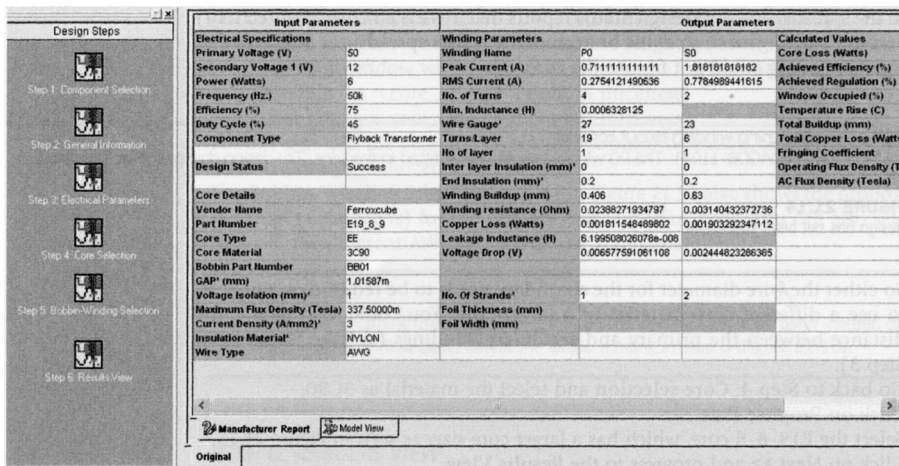 Design Steps
Step 1: Component Selection
Step 2: General Information
Step 3: Electrical Parameters
Step 4: Core Selection
Step 5: Bobbin-Winding Selection
Step 6: Results View
Input Parameters Output Parameters
Electrical Specifications Winding Parameters Calculated Values
Primary Voltage (V) 50 Winding Name P0 S0 Core Loss (Watts)
Secondary Voltage 1 (V) 12 Peak Current (A) 0.7111111111111 1.818181818182 Achieved Efficiency (%)
Power (Watts) 6 RMS Current (A) 0.2754121490636 0.7784989441615 Achieved Regulation (%)
Frequency (Hz.) 50k No. of Turns 4 2 Window Occupied (%)
Efficiency (%) 75 Min. Inductance (H) 0.0006328125 Temperature Rise (C)
Duty Cycle (%) 45 Wire Gauge' 27 23 Total Buildup (mm)
Component Type Flyback Transformer Turns/Layer 19 6 Total Copper Loss (Watts
No of layer 1 1 Fringing Coefficient
Design Status Success Inter layer Insulation (mm)' 0 0 Operating Flux Density (T
End Insulation (mm)' 0.2 0.2 AC Flux Density (Tesla)
Core Details Winding Buildup (mm) 0.406 0.63
Vendor Name Ferroxcube Winding resistance (Ohm) 0.02388271934797 0.003140432372736
Part Number E19_8_9 Copper Loss (Watts) 0.001811548489802 0.001903292347112
Core Type EE Leakage Inductance (H) 6.199508026078e-008
Core Material 3C90 Voltage Drop (V) 0.006577591061108 0.002444823286385
Bobbin Part Number BB01
GAP' (mm) 1.01587m
Voltage Isolation (mm)' 1 No. Of Strands' 1 2
Maximum Flux Density (Tesla) 337.50000m Foil Thickness (mm)
Current Density (A/mm2)' 3 Foil Width (mm)
Insulation Material' NYLON
Wire Type AWG
Manufacturer Report Model View
Original